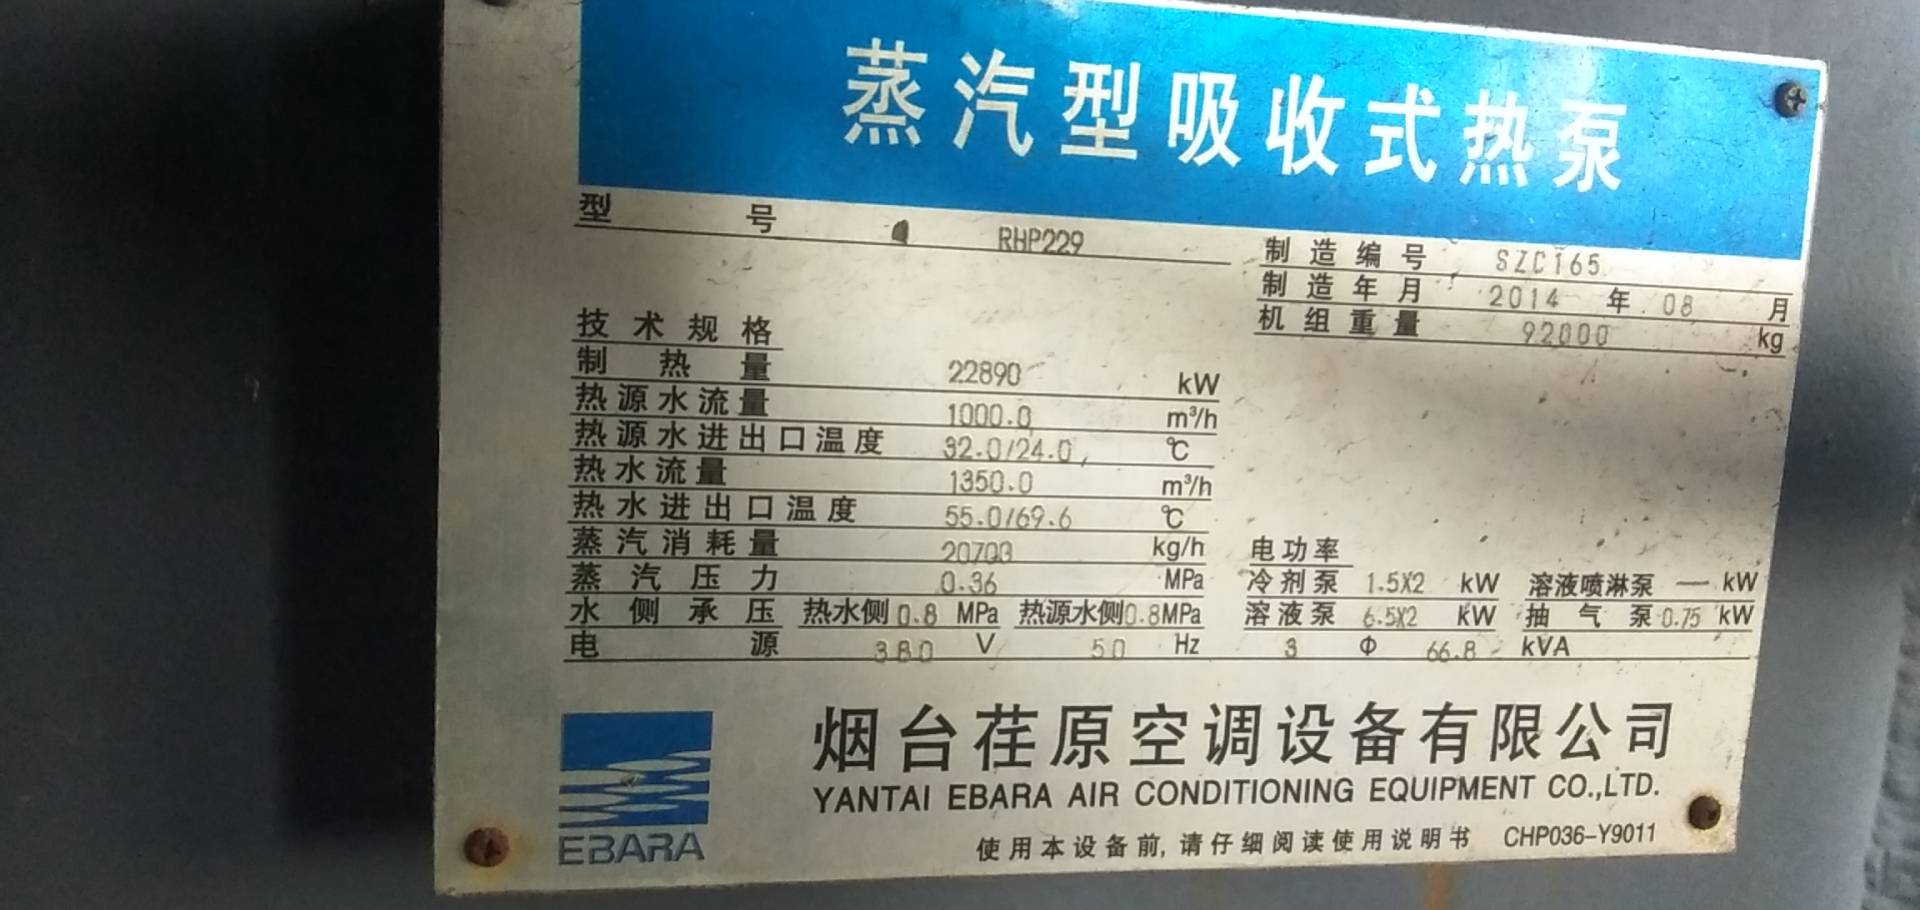 蒸汽型吸收式热泵
型 号 RHP229
制造编号 SZC165
制造年月 2014 年 08 月
机组重量 92000 kg
技术规格
制热量 22890 kW
热源水流量 1000.0 m³/h
热源水进出口温度 32.0/24.0 ℃
热水流量 1350.0 m³/h
热水进出口温度 55.0/69.6 ℃
蒸汽消耗量 20700 kg/h
电功率
蒸汽压力 0.36 MPa
冷剂泵 1.5X2 kW 溶液喷淋泵 — kW
水侧承压 热水侧 0.8 MPa 热源水侧 0.8 MPa
溶液泵 6.5X2 kW 抽气泵 0.75 kW
电 源 380 V 50 Hz 3 Φ 66.8 kVA
烟台荏原空调设备有限公司
YANTAI EBARA AIR CONDITIONING EQUIPMENT CO.,LTD.
EBARA
使用本设备前,请仔细阅读使用说明书 CHP036-Y9011